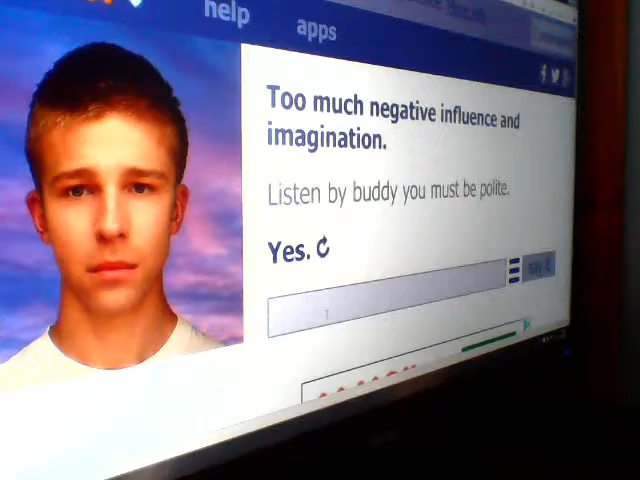 help
apps
Too much negative influence and
imagination.
Listen by buddy you must be polite.
Yes.